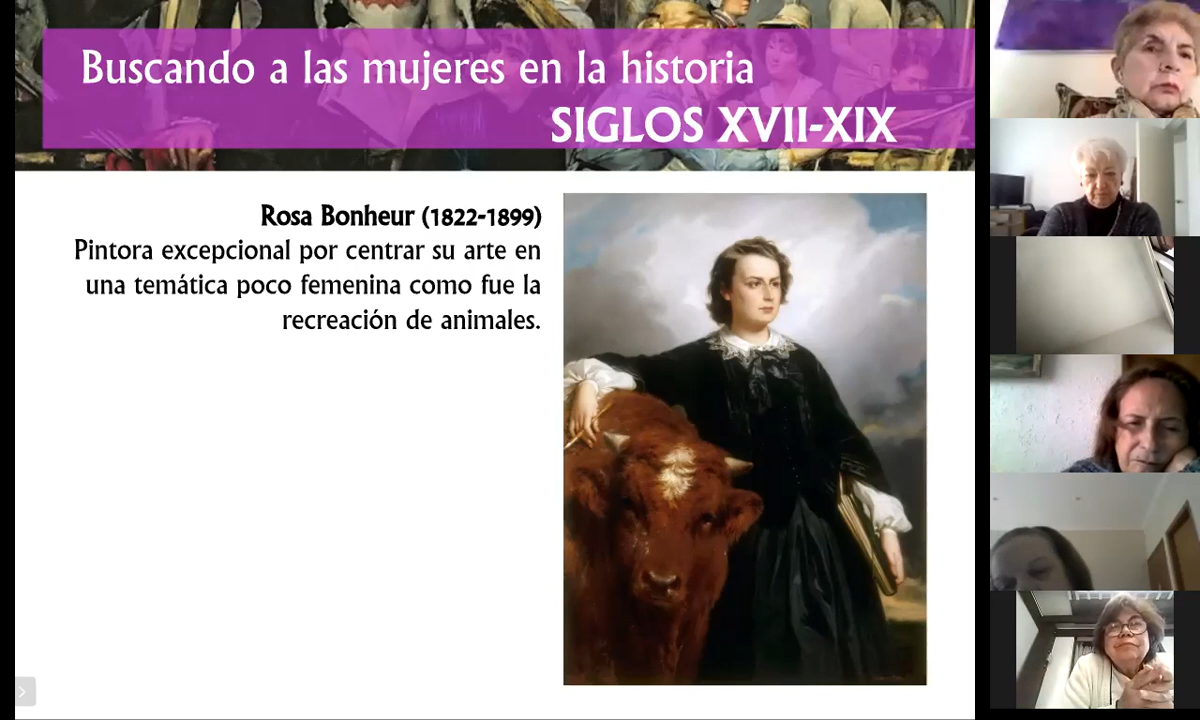 Buscando a las mujeres en la historia
SIGLOS XVII-XIX
Rosa Bonheur (1822-1899)
Pintora excepcional por centrar su arte en
una temática poco femenina como fue la
recreación de animales.